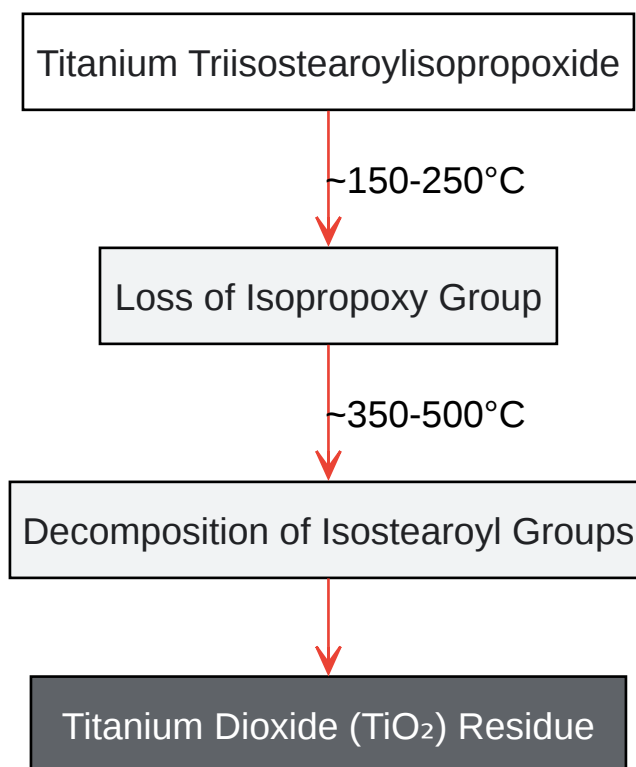 Titanium Triisostearoylisopropoxide
~150-250°C
Loss of Isopropoxy Group
~350-500°C
Decomposition of Isostearoyl Groups
Titanium Dioxide (TiO₂) Residue